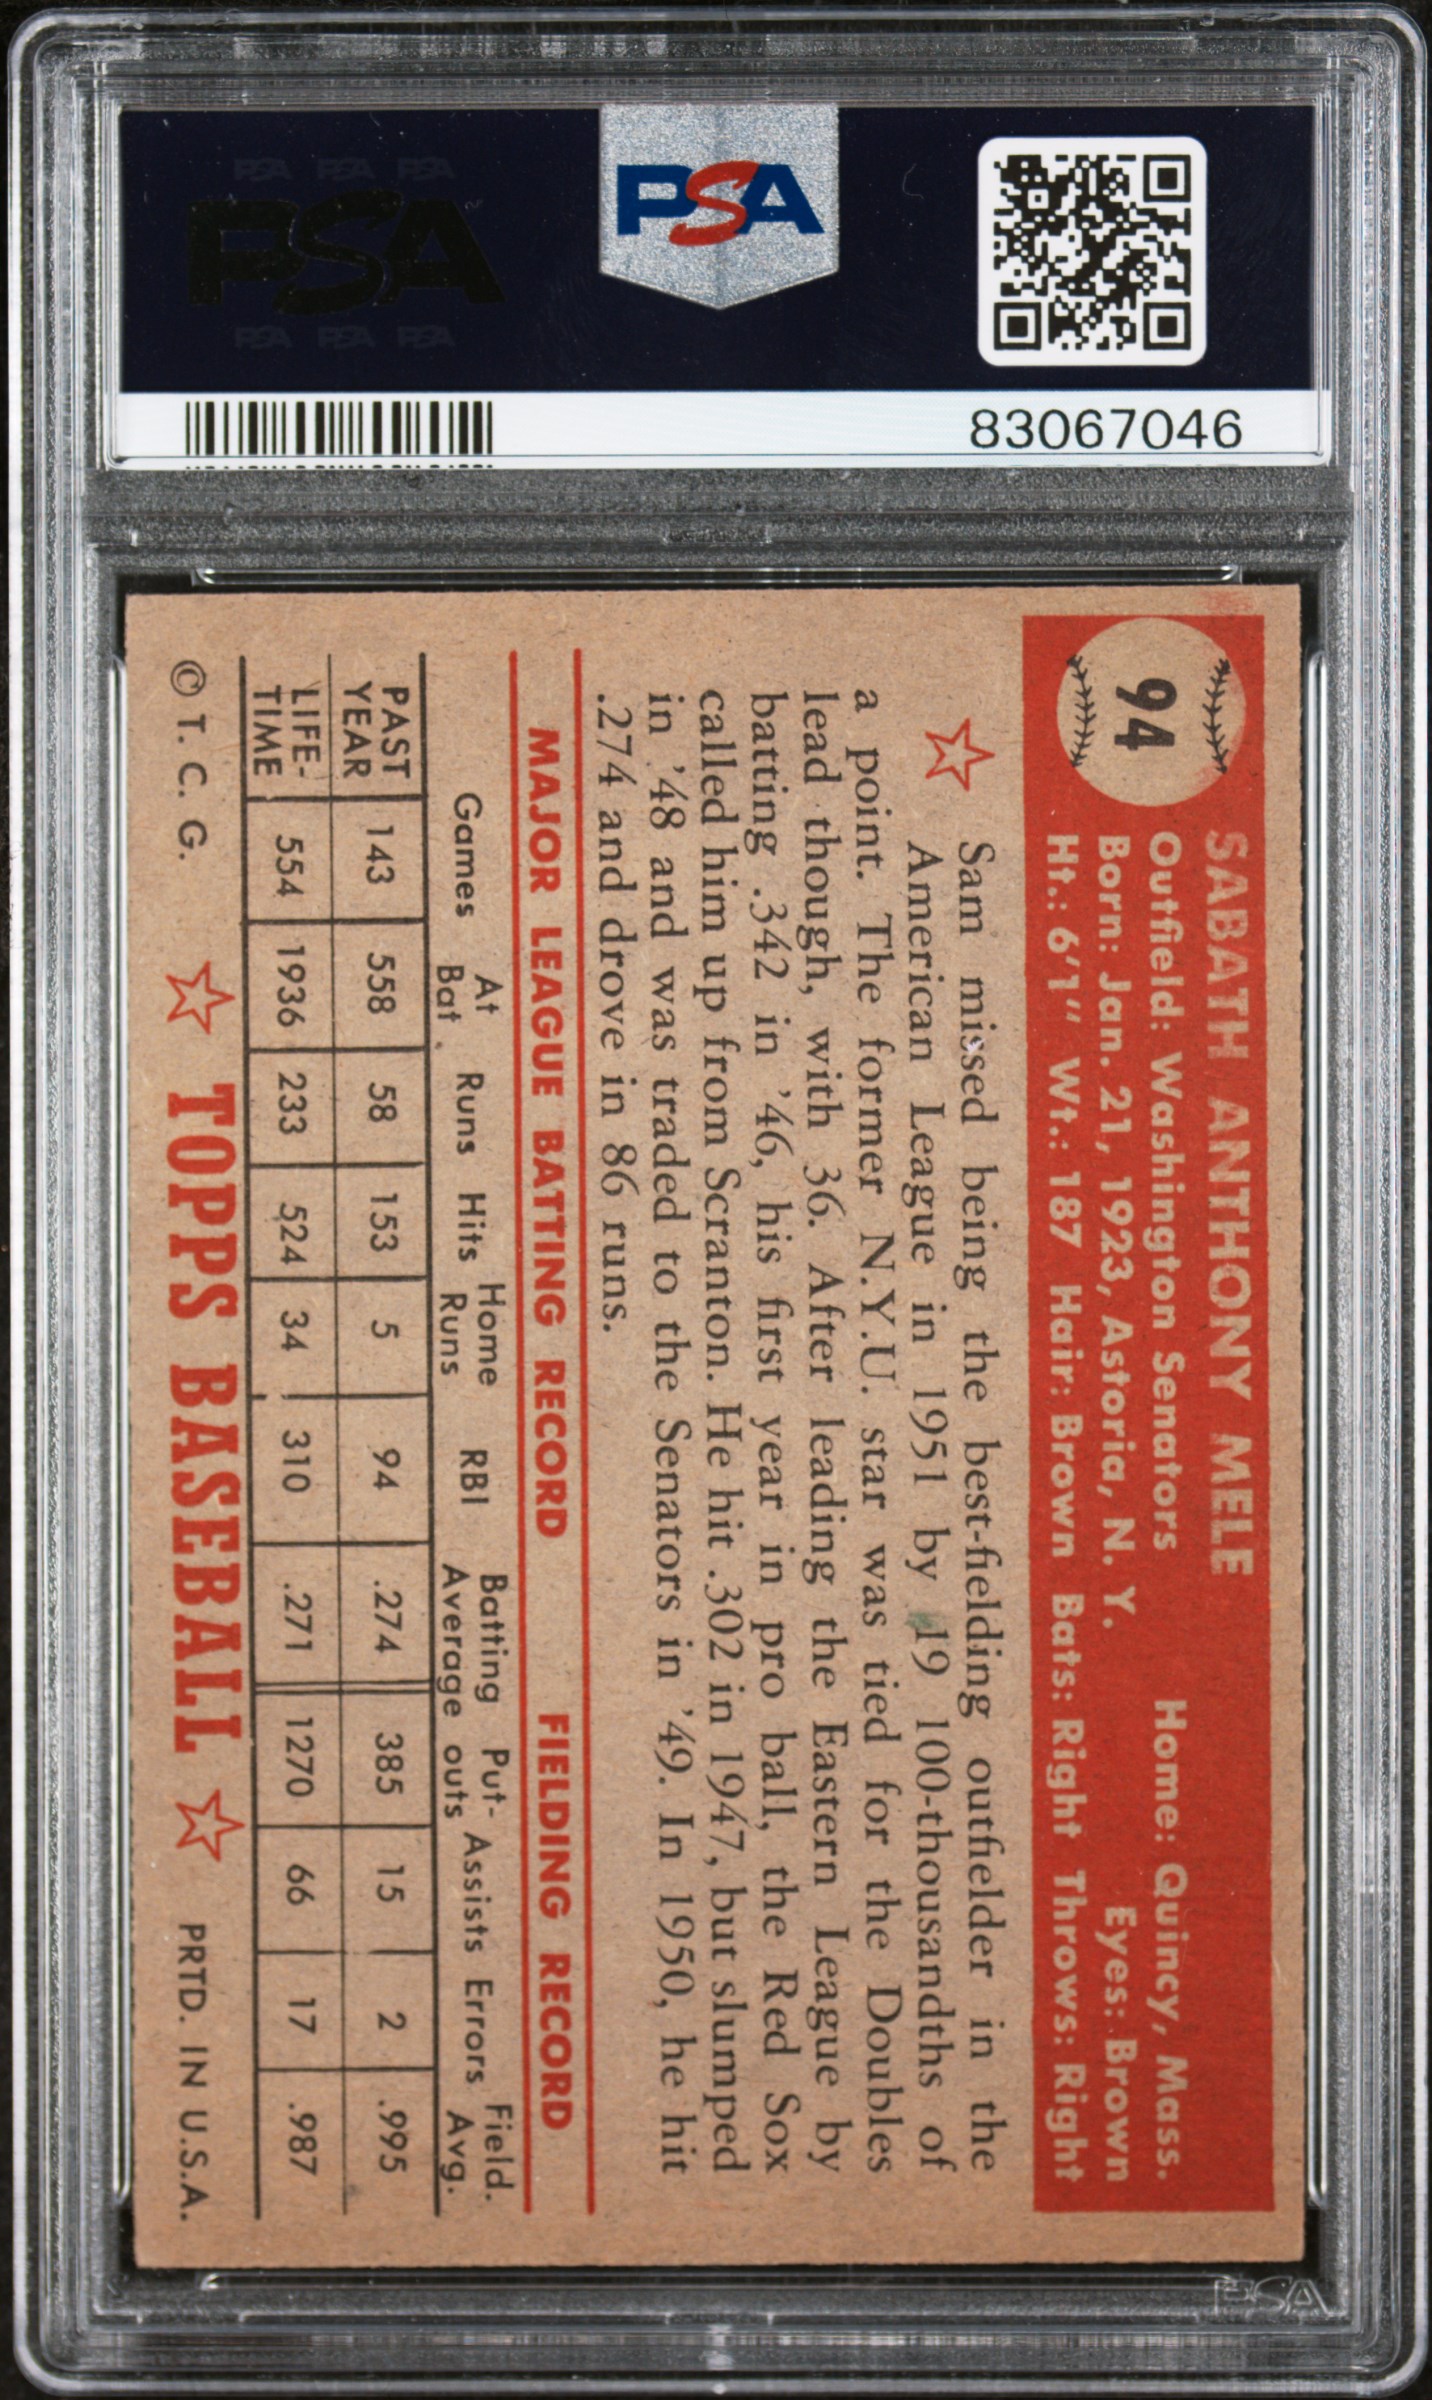 PSA PSA PSA
PSA
PSA PSA PSA
PSA
83067046
94
SABATH ANTHONY MELE
Outfield: Washington Senators Home: Quincy, Mass.
Born: Jan. 21, 1923, Astoria, N. Y. Eyes: Brown
Ht.: 6'1" Wt.: 187 Hair: Brown Bats: Right Throws: Right
Sam missed being the best-fielding outfielder in the
American League in 1951 by 19 100-thousandths of
a point. The former N.Y.U. star was tied for the Doubles
lead though, with 36. After leading the Eastern League by
batting .342 in '46, his first year in pro ball, the Red Sox
called him up from Scranton. He hit .302 in 1947, but slumped
in '48 and was traded to the Senators in '49. In 1950, he hit
.274 and drove in 86 runs.
MAJOR LEAGUE BATTING RECORD FIELDING RECORD
Games At Bat Runs Hits Home Runs RBI Batting Average Put-outs Assists Errors Field. Avg.
PAST YEAR 143 558 58 153 5 94 .274 385 15 2 .995
LIFE-TIME 554 1936 233 524 34 310 .271 1270 66 17 .987
© T. C. G. TOPPS BASEBALL PRTD. IN U.S.A.
PSA